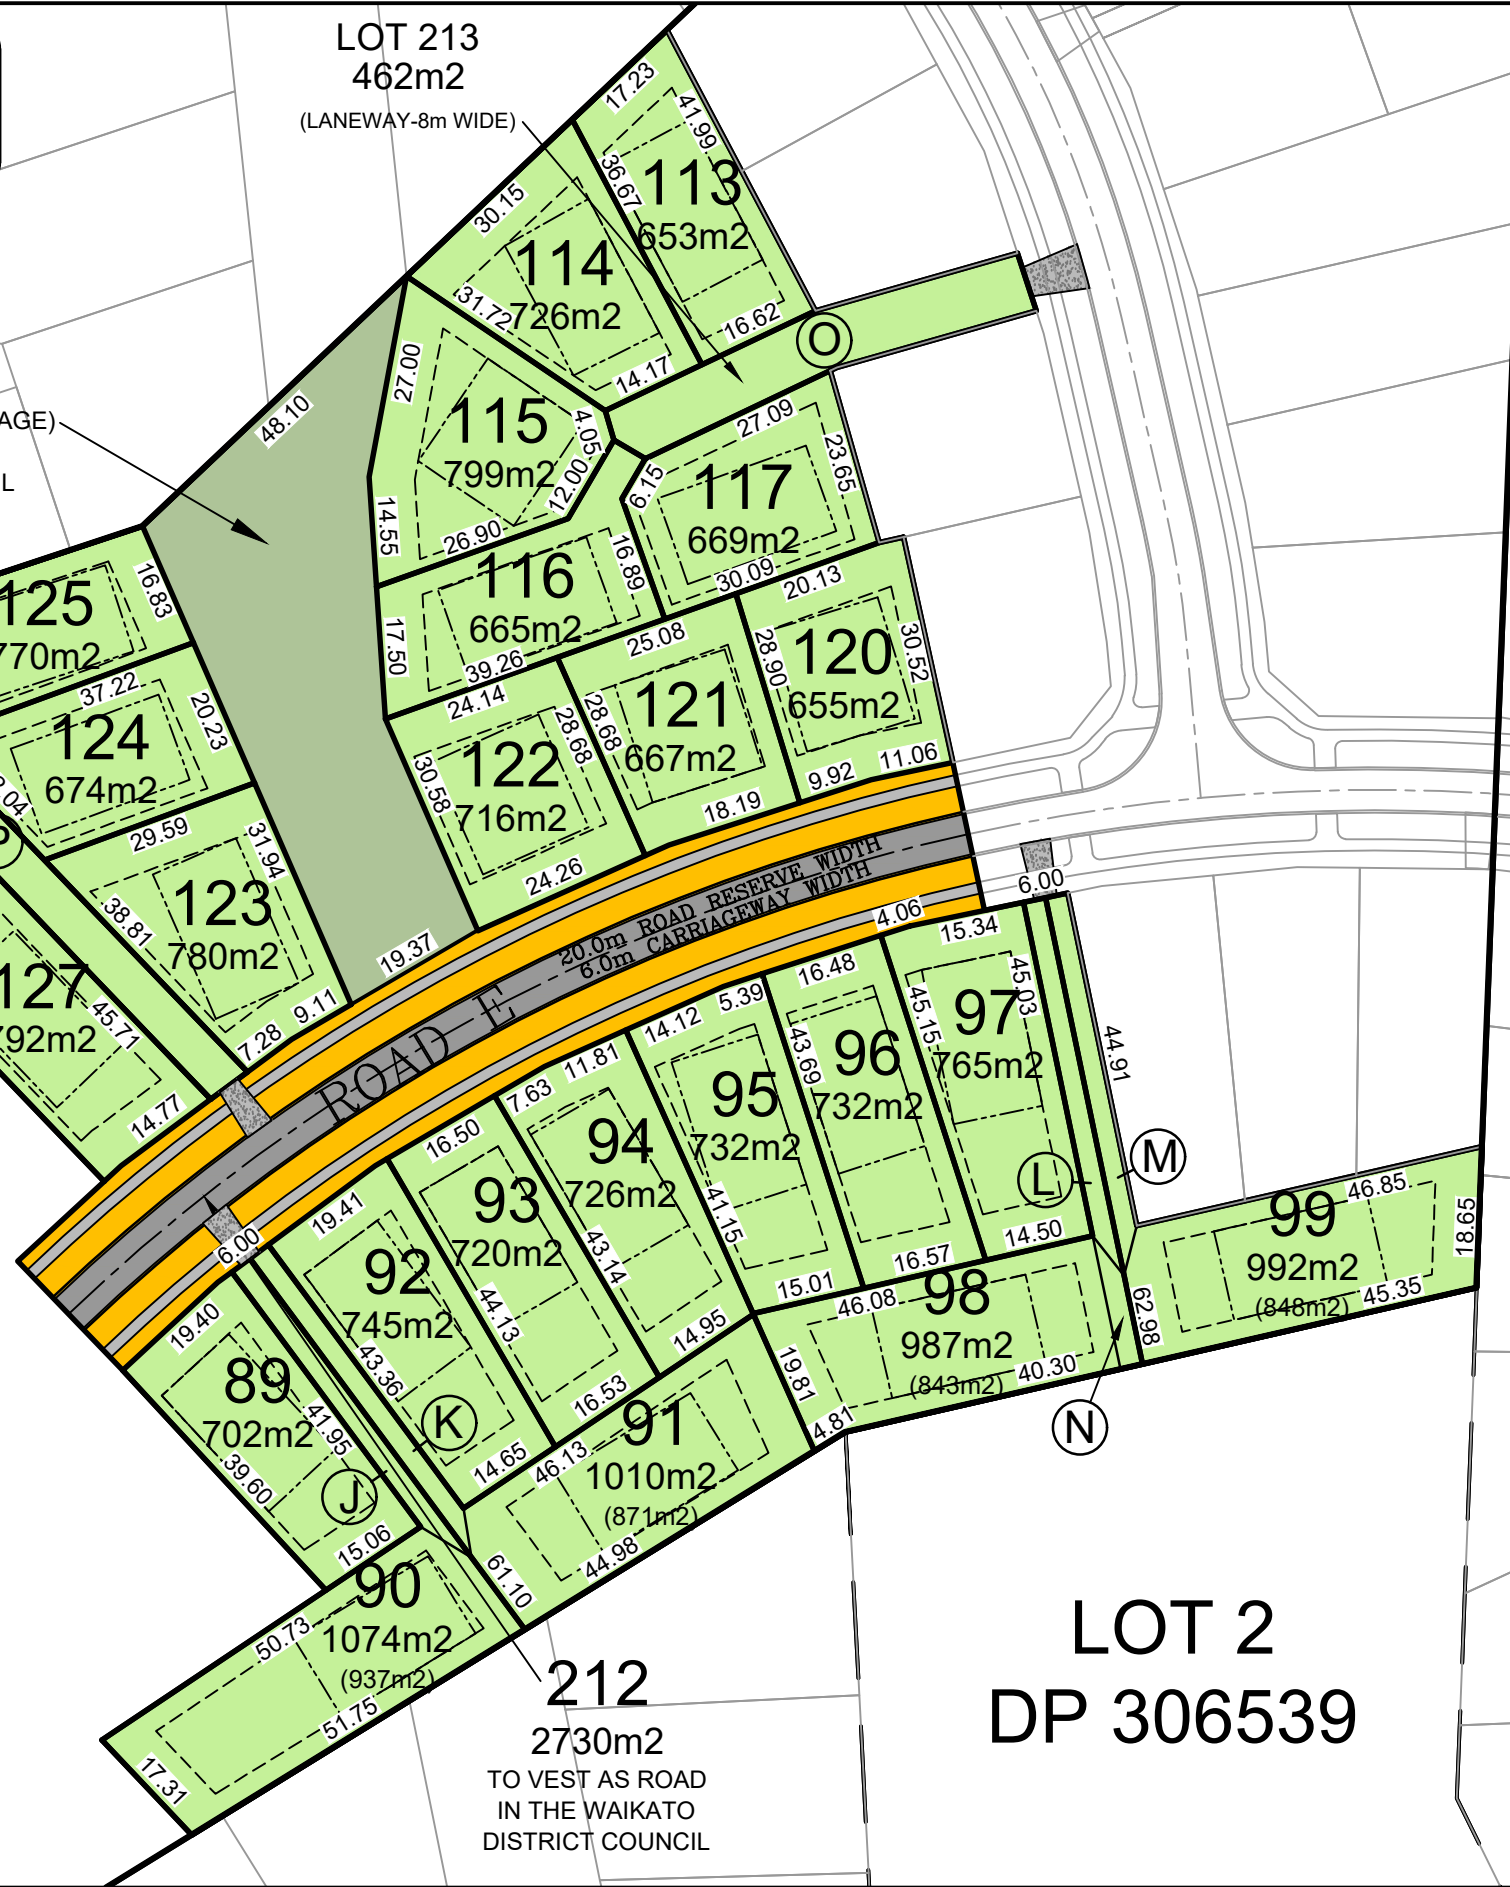 LOT 213
462m2
(LANEWAY-8m WIDE)
17.23
41.99
36.67
113
653m2
30.15
114
726m2
31.72
16.62
O
14.17
27.00
48.10
AGE)
L
115
799m2
4.05
12.00
27.09
23.65
6.15
117
669m2
14.55
26.90
16.89
30.09
116
665m2
20.13
125
770m2
16.83
17.50
39.26
25.08
28.90
120
655m2
30.52
37.22
24.14
20.23
124
674m2
28.68
28.68
121
667m2
122
716m2
30.58
9.92
11.06
18.19
29.59
31.94
24.26
38.81
123
780m2
20.0m ROAD RESERVE WIDTH
6.0m CARRIAGEWAY WIDTH
6.00
4.06
15.34
19.37
16.48
5.39
14.12
9.11
7.28
127
792m2
45.71
14.77
ROAD E
45.03
45.15
97
765m2
43.69
96
732m2
44.91
11.81
7.63
95
732m2
94
726m2
16.50
M
L
93
720m2
41.15
43.14
19.41
6.00
92
745m2
44.13
43.36
14.50
16.57
15.01
46.85
99
992m2
(848m2)
18.65
45.35
98
987m2
(843m2)
46.08
40.30
62.98
19.81
4.81
N
19.40
89
702m2
41.95
39.60
14.95
16.53
14.65
K
J
46.13
91
1010m2
(871m2)
44.98
15.06
61.10
90
1074m2
(937m2)
50.73
51.75
17.31
212
2730m2
TO VEST AS ROAD
IN THE WAIKATO
DISTRICT COUNCIL
LOT 2
DP 306539